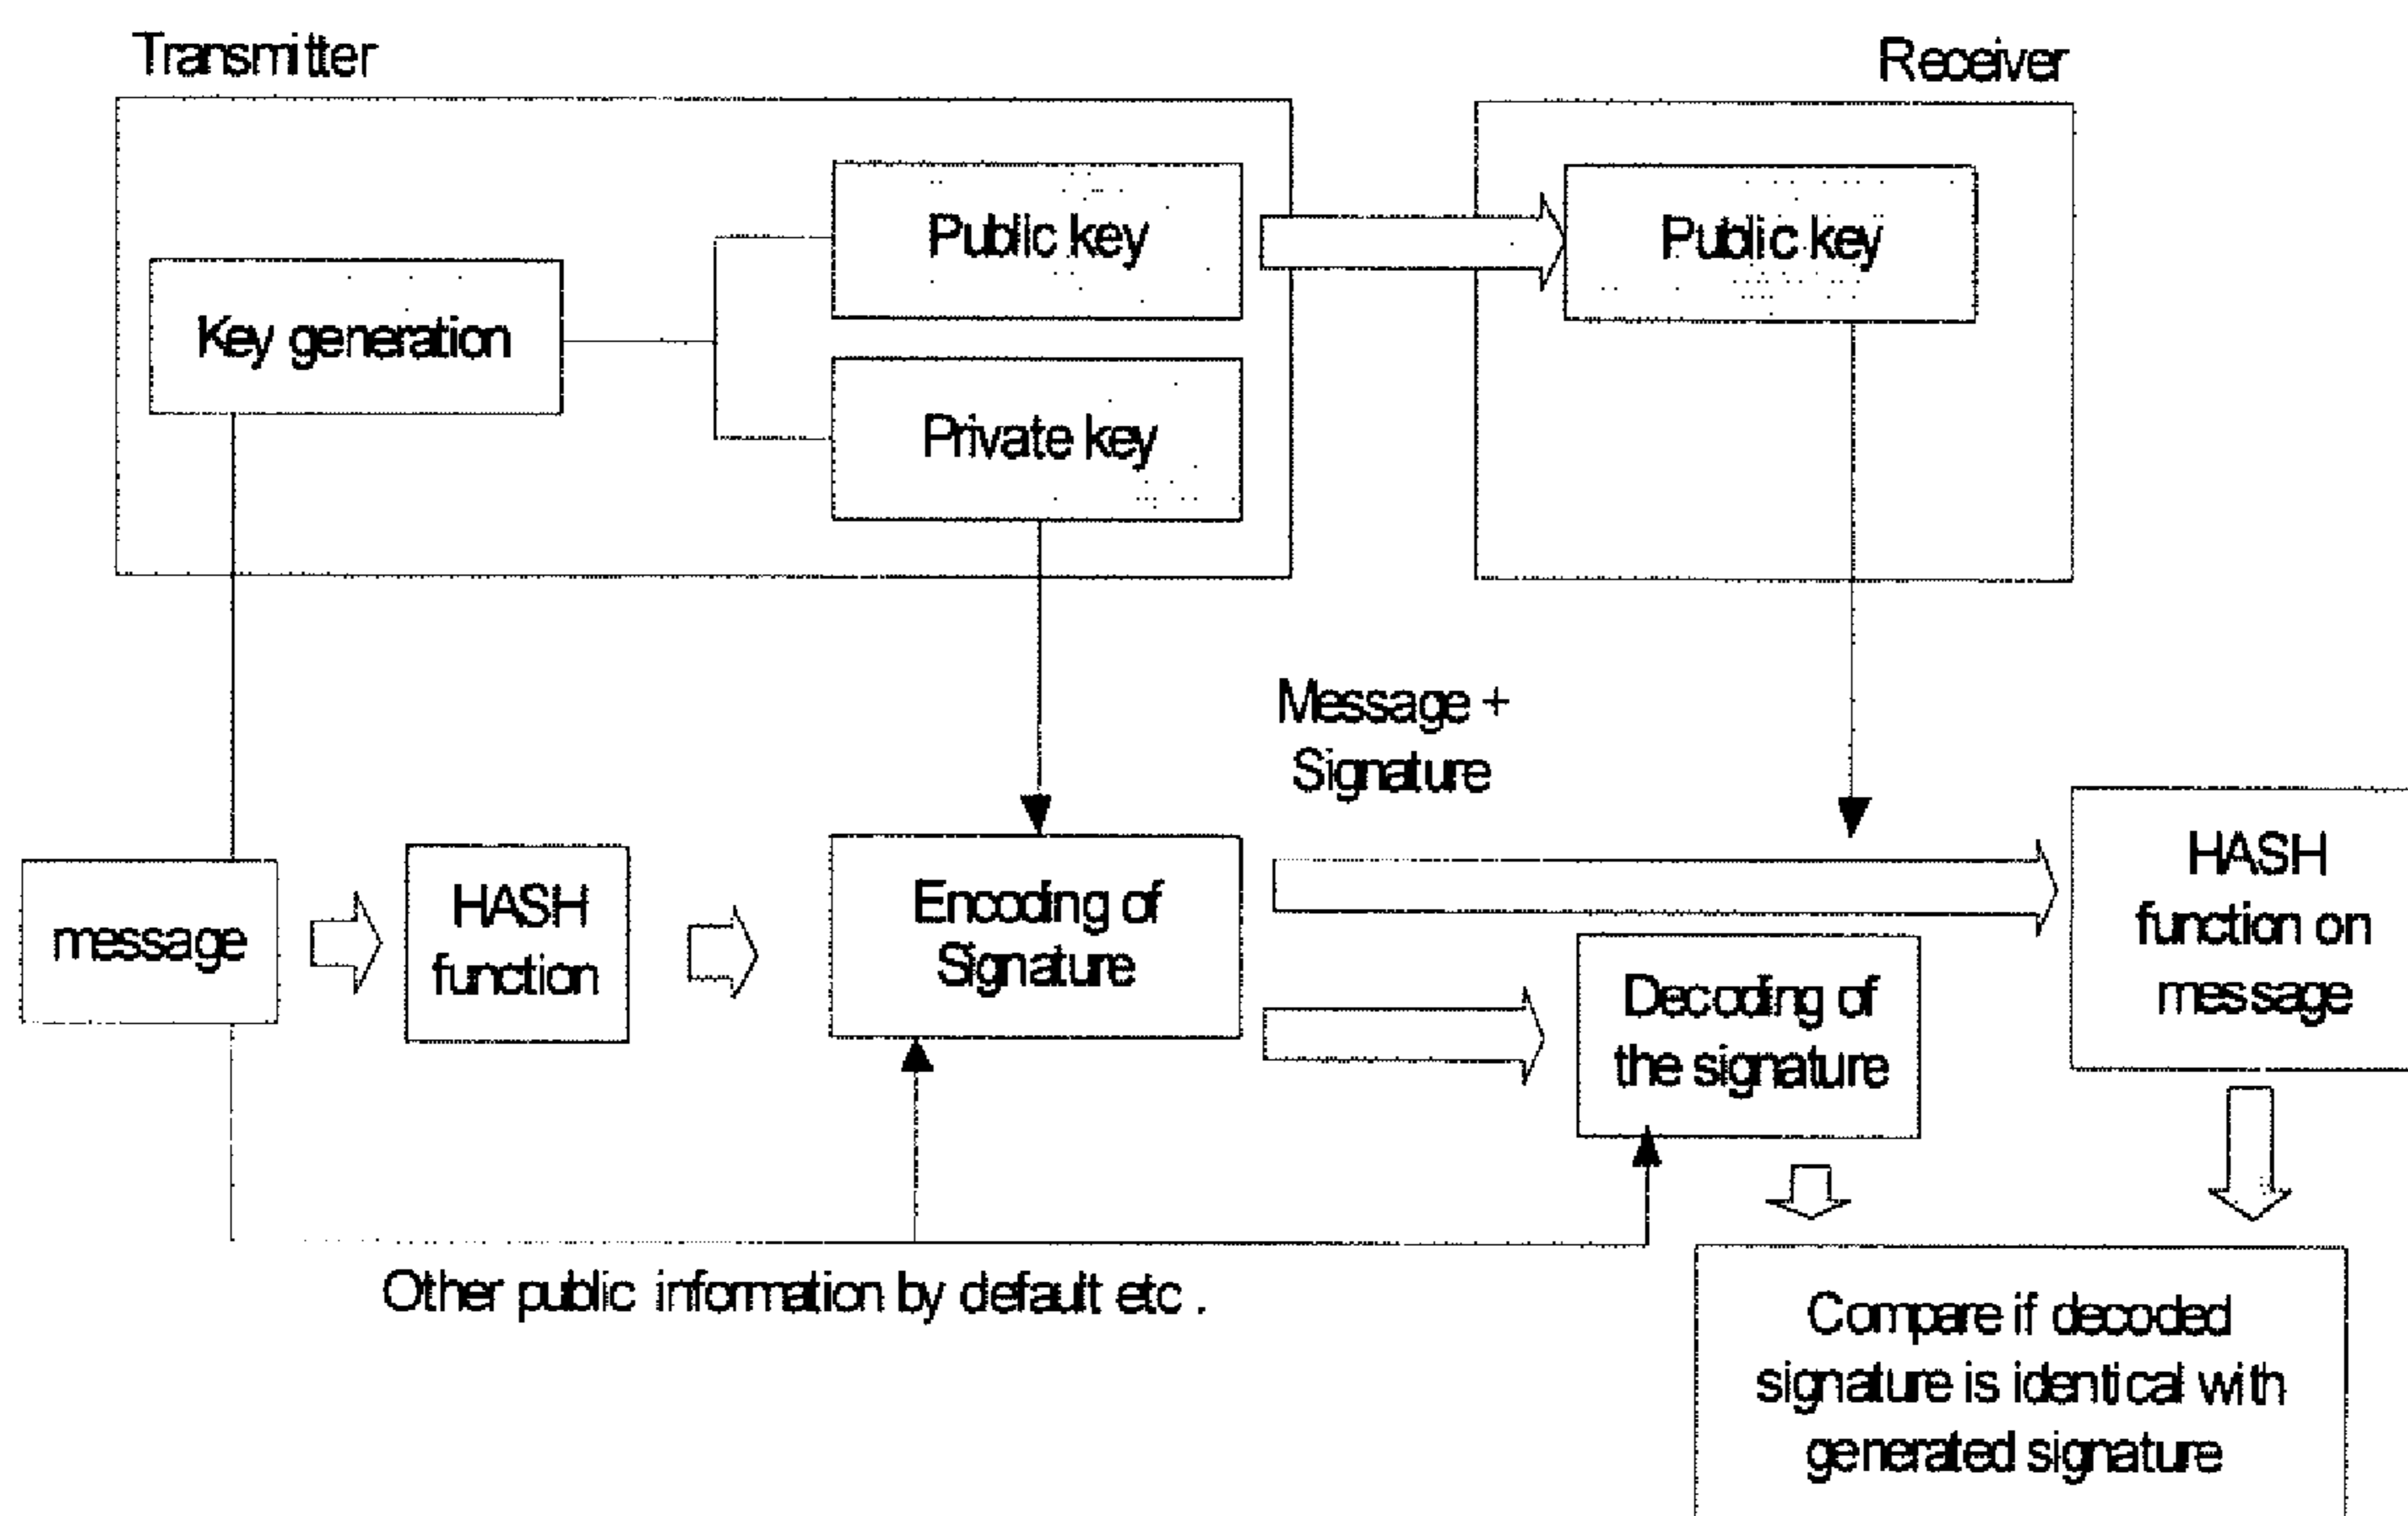 Transmitter
Receiver
Public key
Public key
Key generation
Private key
Message +
Signature
message
HASH
function
Encoding of
Signature
Decoding of
the signature
HASH
function on
message
Other public information by default etc .
Compare if decoded
signature is identical with
generated signature